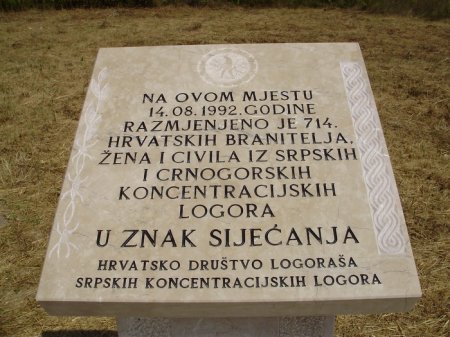 NA OVOM MJESTU
14.08.1992.GODINE
RAZMJENJENO JE 714.
HRVATSKIH BRANITELJA,
ŽENA I CIVILA IZ SRPSKIH
I CRNOGORSKIH
KONCENTRACIJSKIH
LOGORA
U ZNAK SIJEĆANJA
HRVATSKO DRUŠTVO LOGORAŠA
SRPSKIH KONCENTRACIJSKIH LOGORA